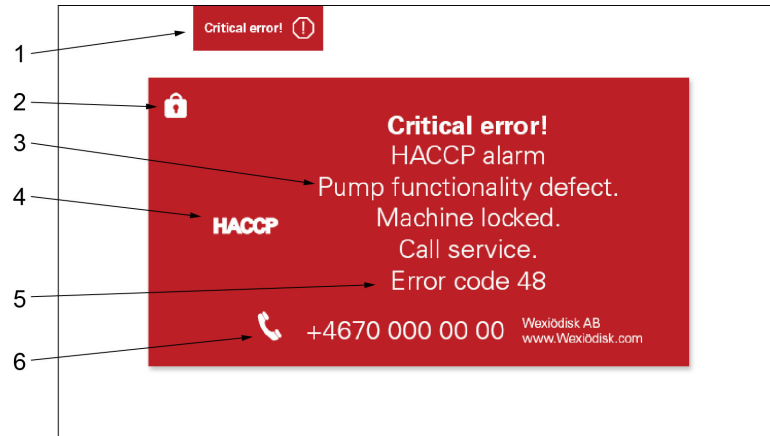 Critical error!
1
2
Critical error!
3
HACCP alarm
Pump functionality defect.
4
HACCP
Machine locked.
Call service.
5
Error code 48
6
+4670 000 00 00
Wexiödisk AB
www.Wexiödisk.com